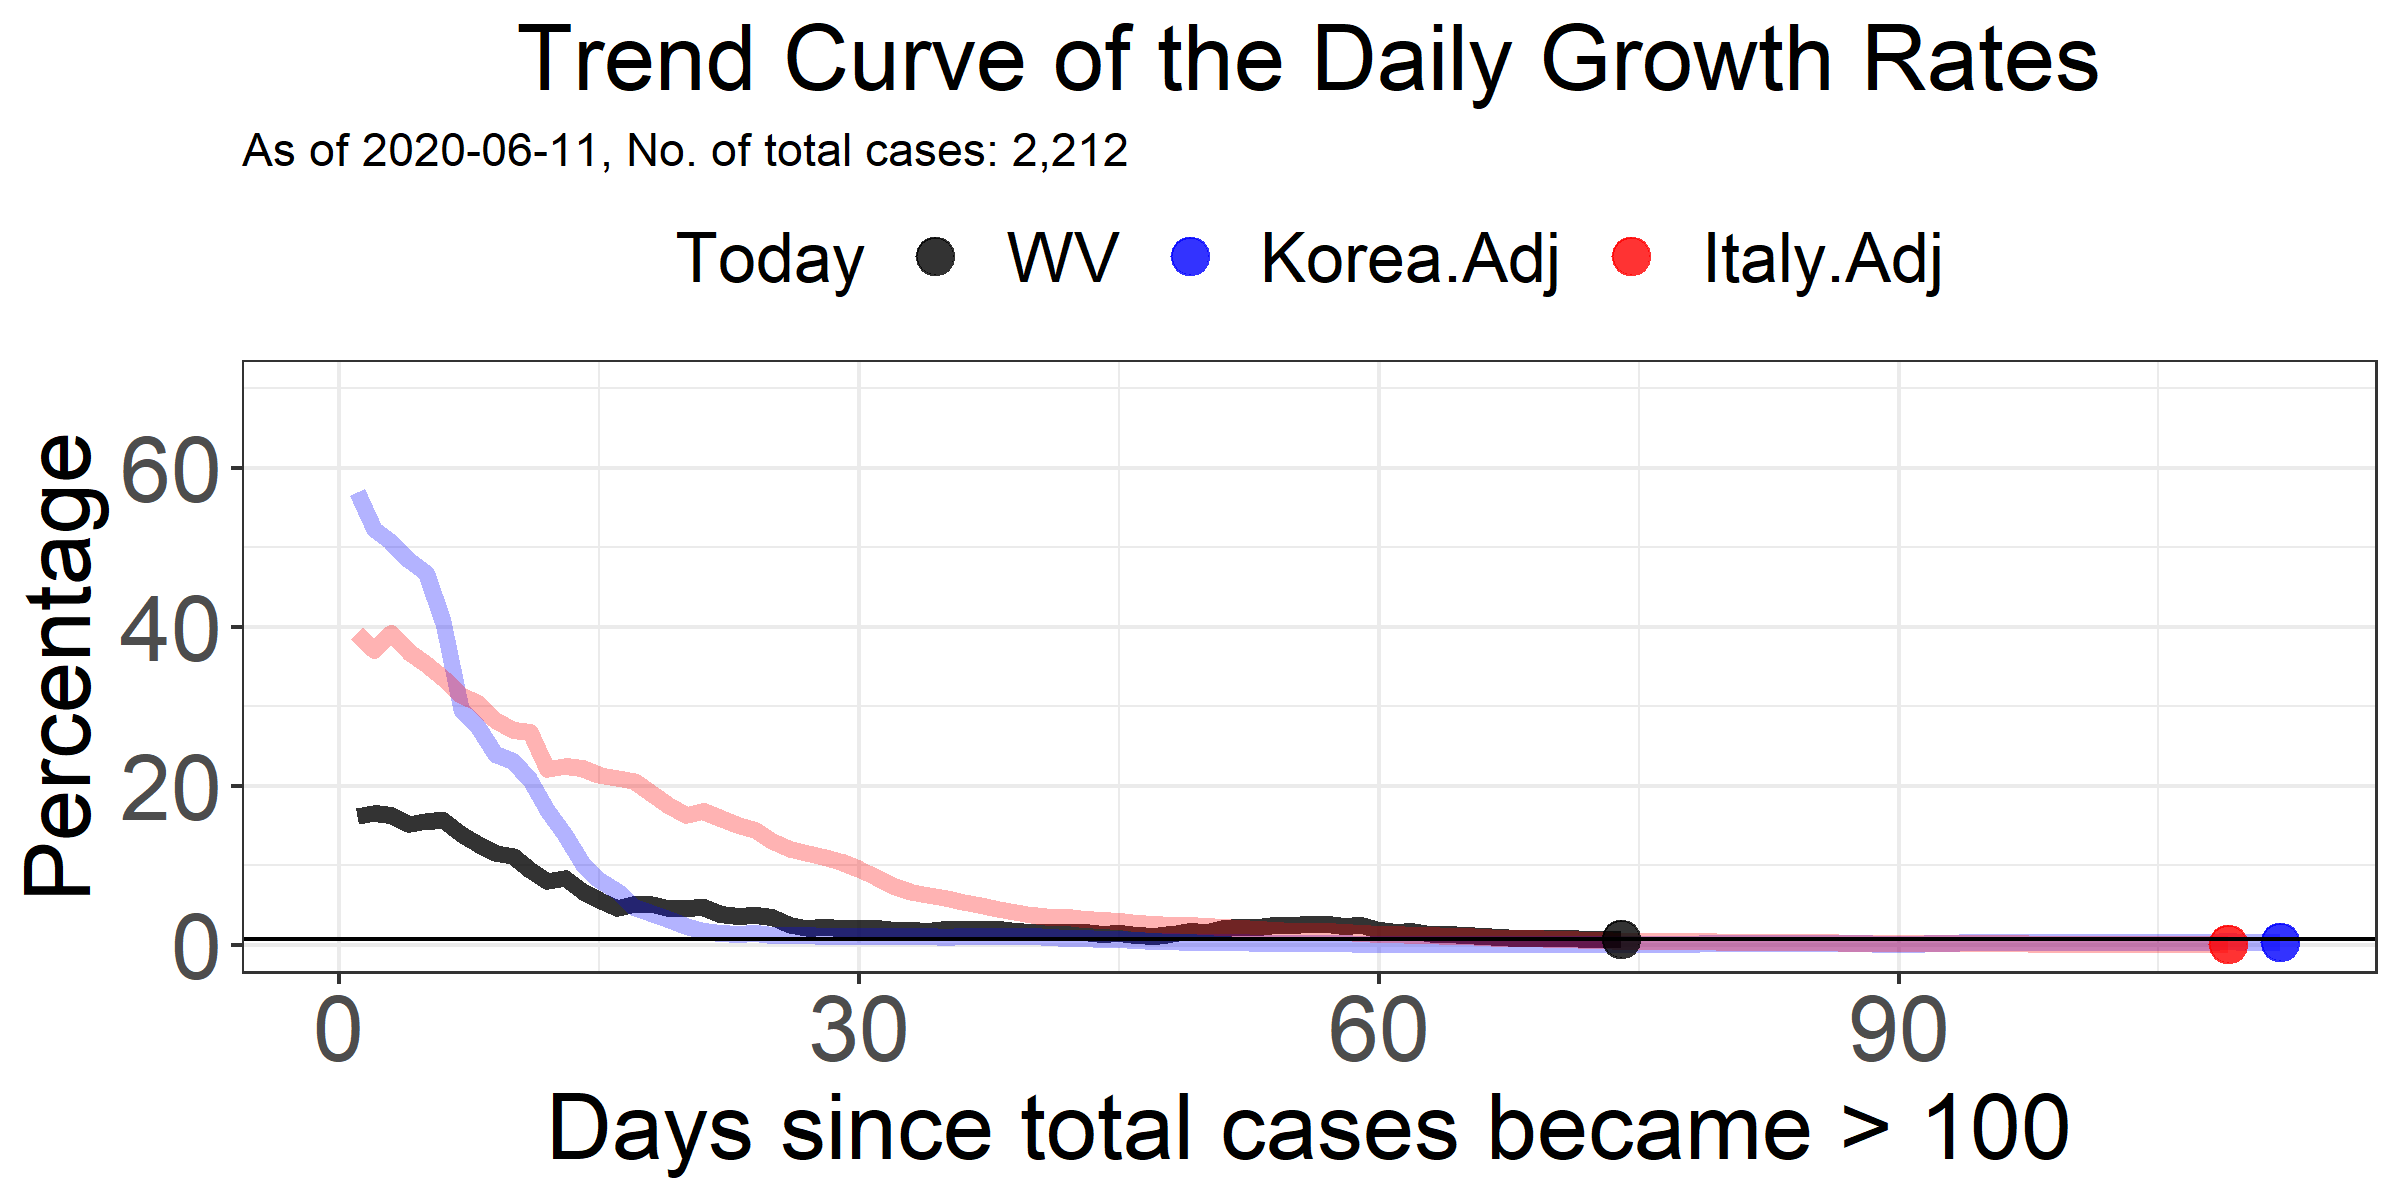 Trend Curve of the Daily Growth Rates
As of 2020-06-11, No. of total cases: 2,212
Today WV Korea.Adj Italy.Adj
Percentage
60
40
20
0
0 30 60 90
Days since total cases became > 100